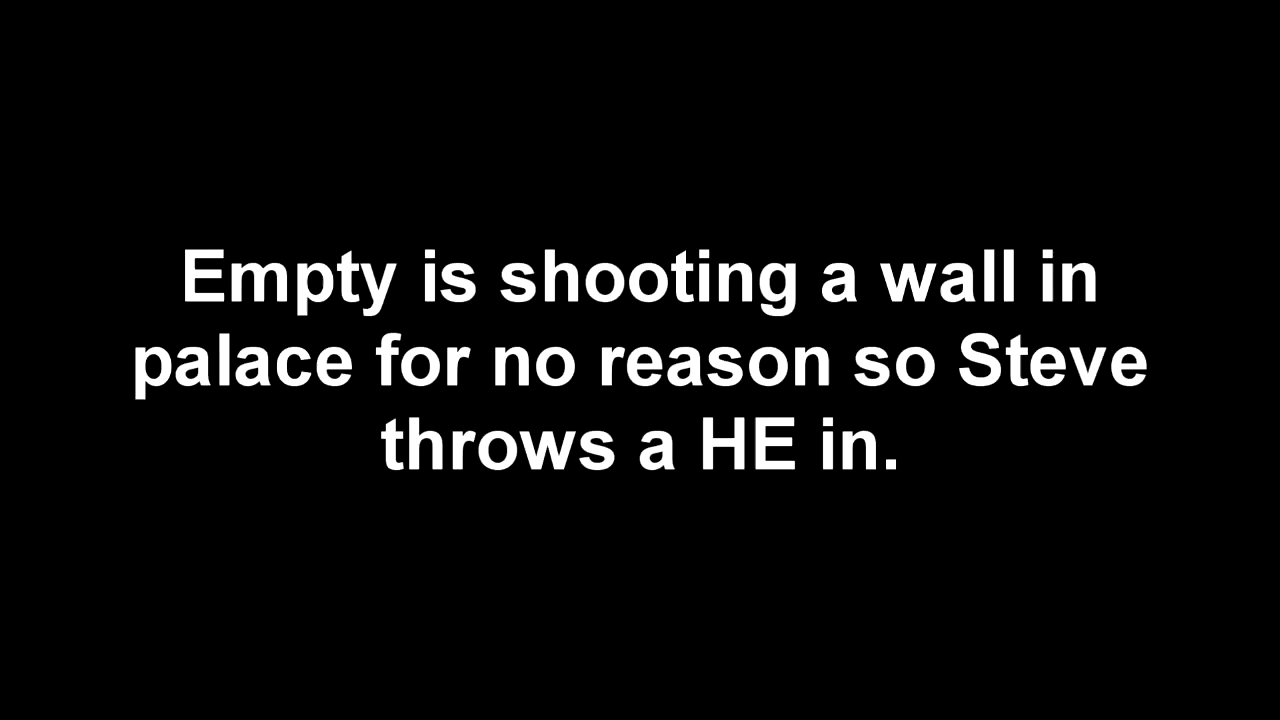 Empty is shooting a wall in
palace for no reason so Steve
throws a HE in.